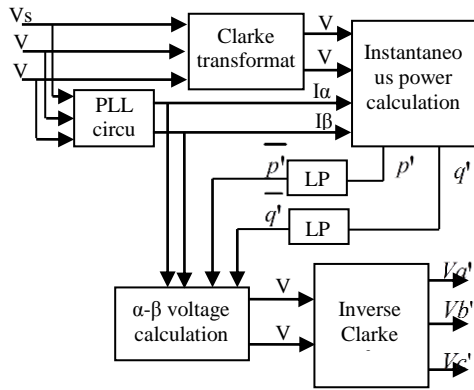 Vs
V
V
Clarke
transformat
V
V
Instantaneo
us power
calculation
PLL
circu
Iα
Iβ
p'
LP
p'
q'
q'
LP
α-β voltage
calculation
V
V
Inverse
Clarke
Va'
Vb'
Vc'